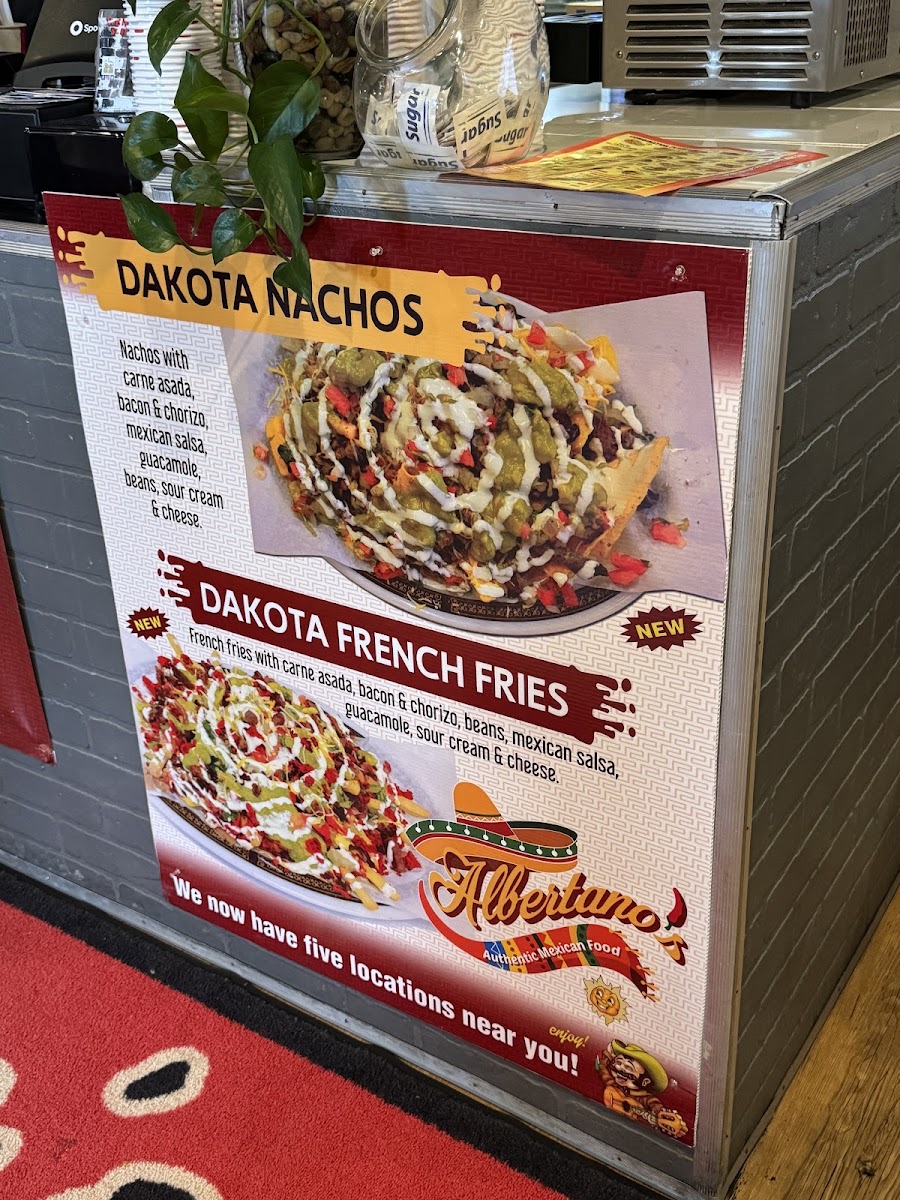 Spo
Sugar
Sugar
Sugar
Sugar
DAKOTA NACHOS
Nachos with
carne asada,
bacon & chorizo,
mexican salsa,
guacamole,
beans, sour cream
& cheese.
DAKOTA FRENCH FRIES
NEW
NEW
French fries with carne asada, bacon & chorizo, beans, mexican salsa,
guacamole, sour cream & cheese.
Albertano's
Authentic Mexican Food
We now have five locations near you!
enjoy!